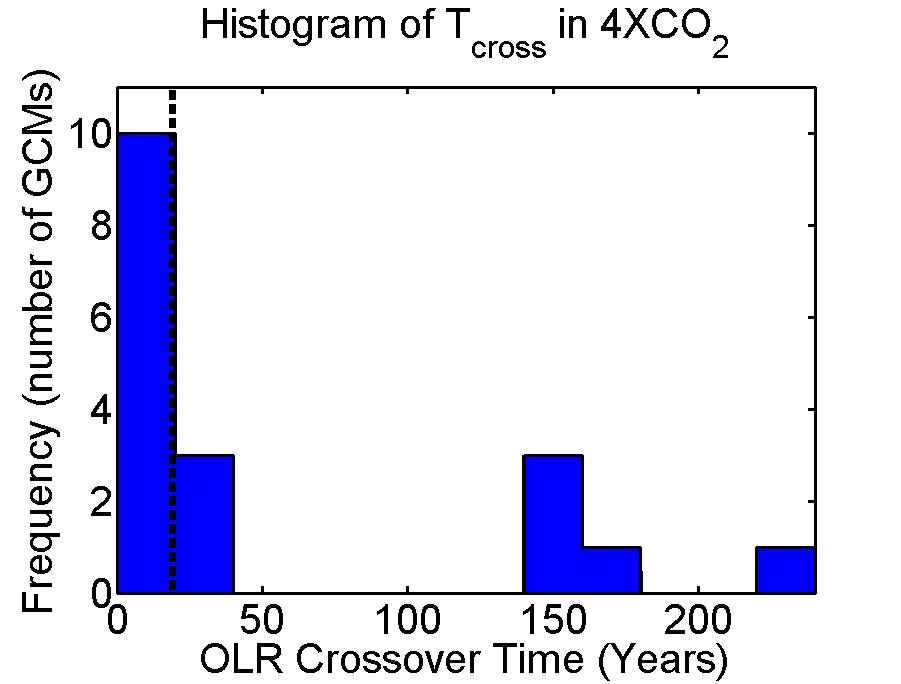 Histogram of T_cross in 4XCO_2
Frequency (number of GCMs)
10
8
6
4
2
0
0 50 100 150 200
OLR Crossover Time (Years)